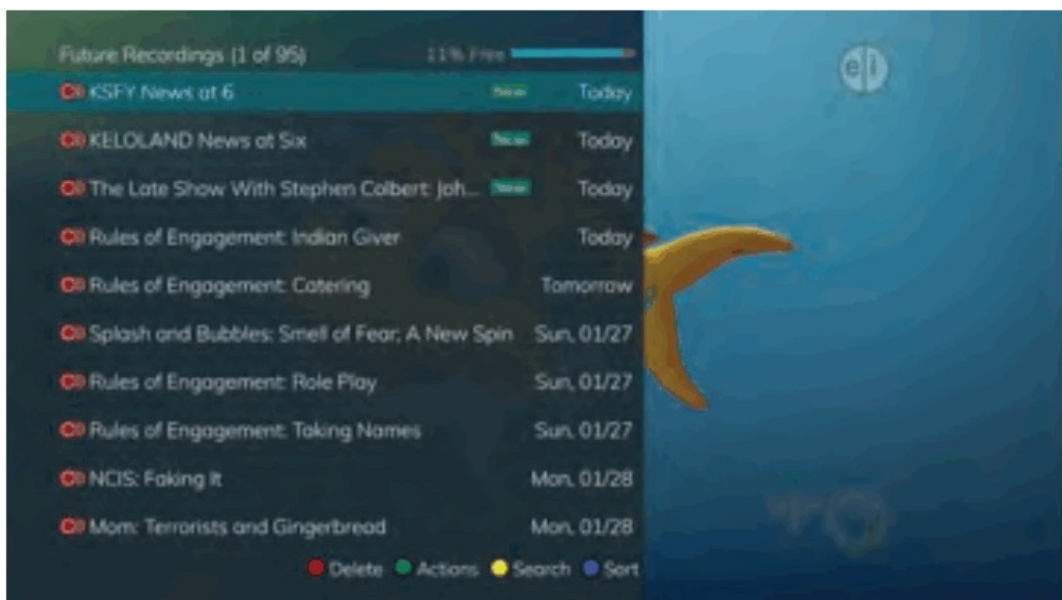 Future Recordings (1 of 95) 11% Free
KSFY News at 6 New Today
KELOLAND News at Six New Today
The Late Show With Stephen Colbert: Joh... New Today
Rules of Engagement: Indian Giver Today
Rules of Engagement: Catering Tomorrow
Splash and Bubbles: Smell of Fear; A New Spin Sun, 01/27
Rules of Engagement: Role Play Sun, 01/27
Rules of Engagement: Taking Names Sun, 01/27
NCIS: Faking It Mon, 01/28
Mom: Terrorists and Gingerbread Mon, 01/28
Delete Actions Search Sort
e i